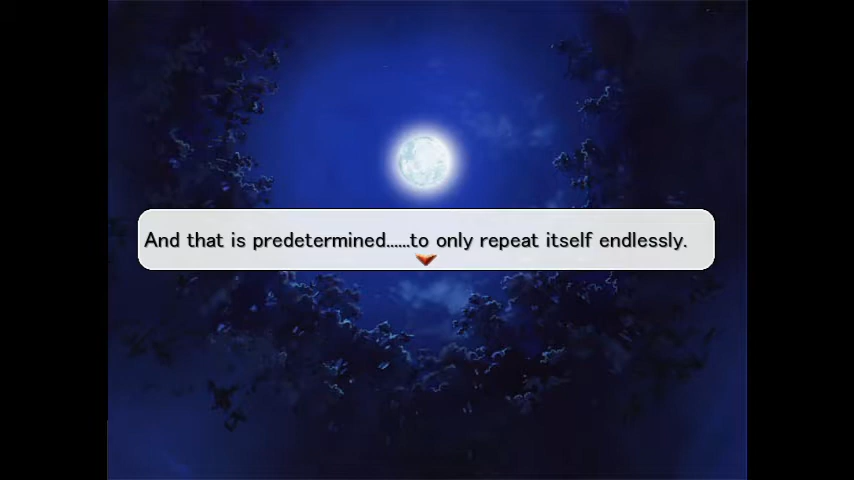 And that is predetermined......to only repeat itself endlessly.